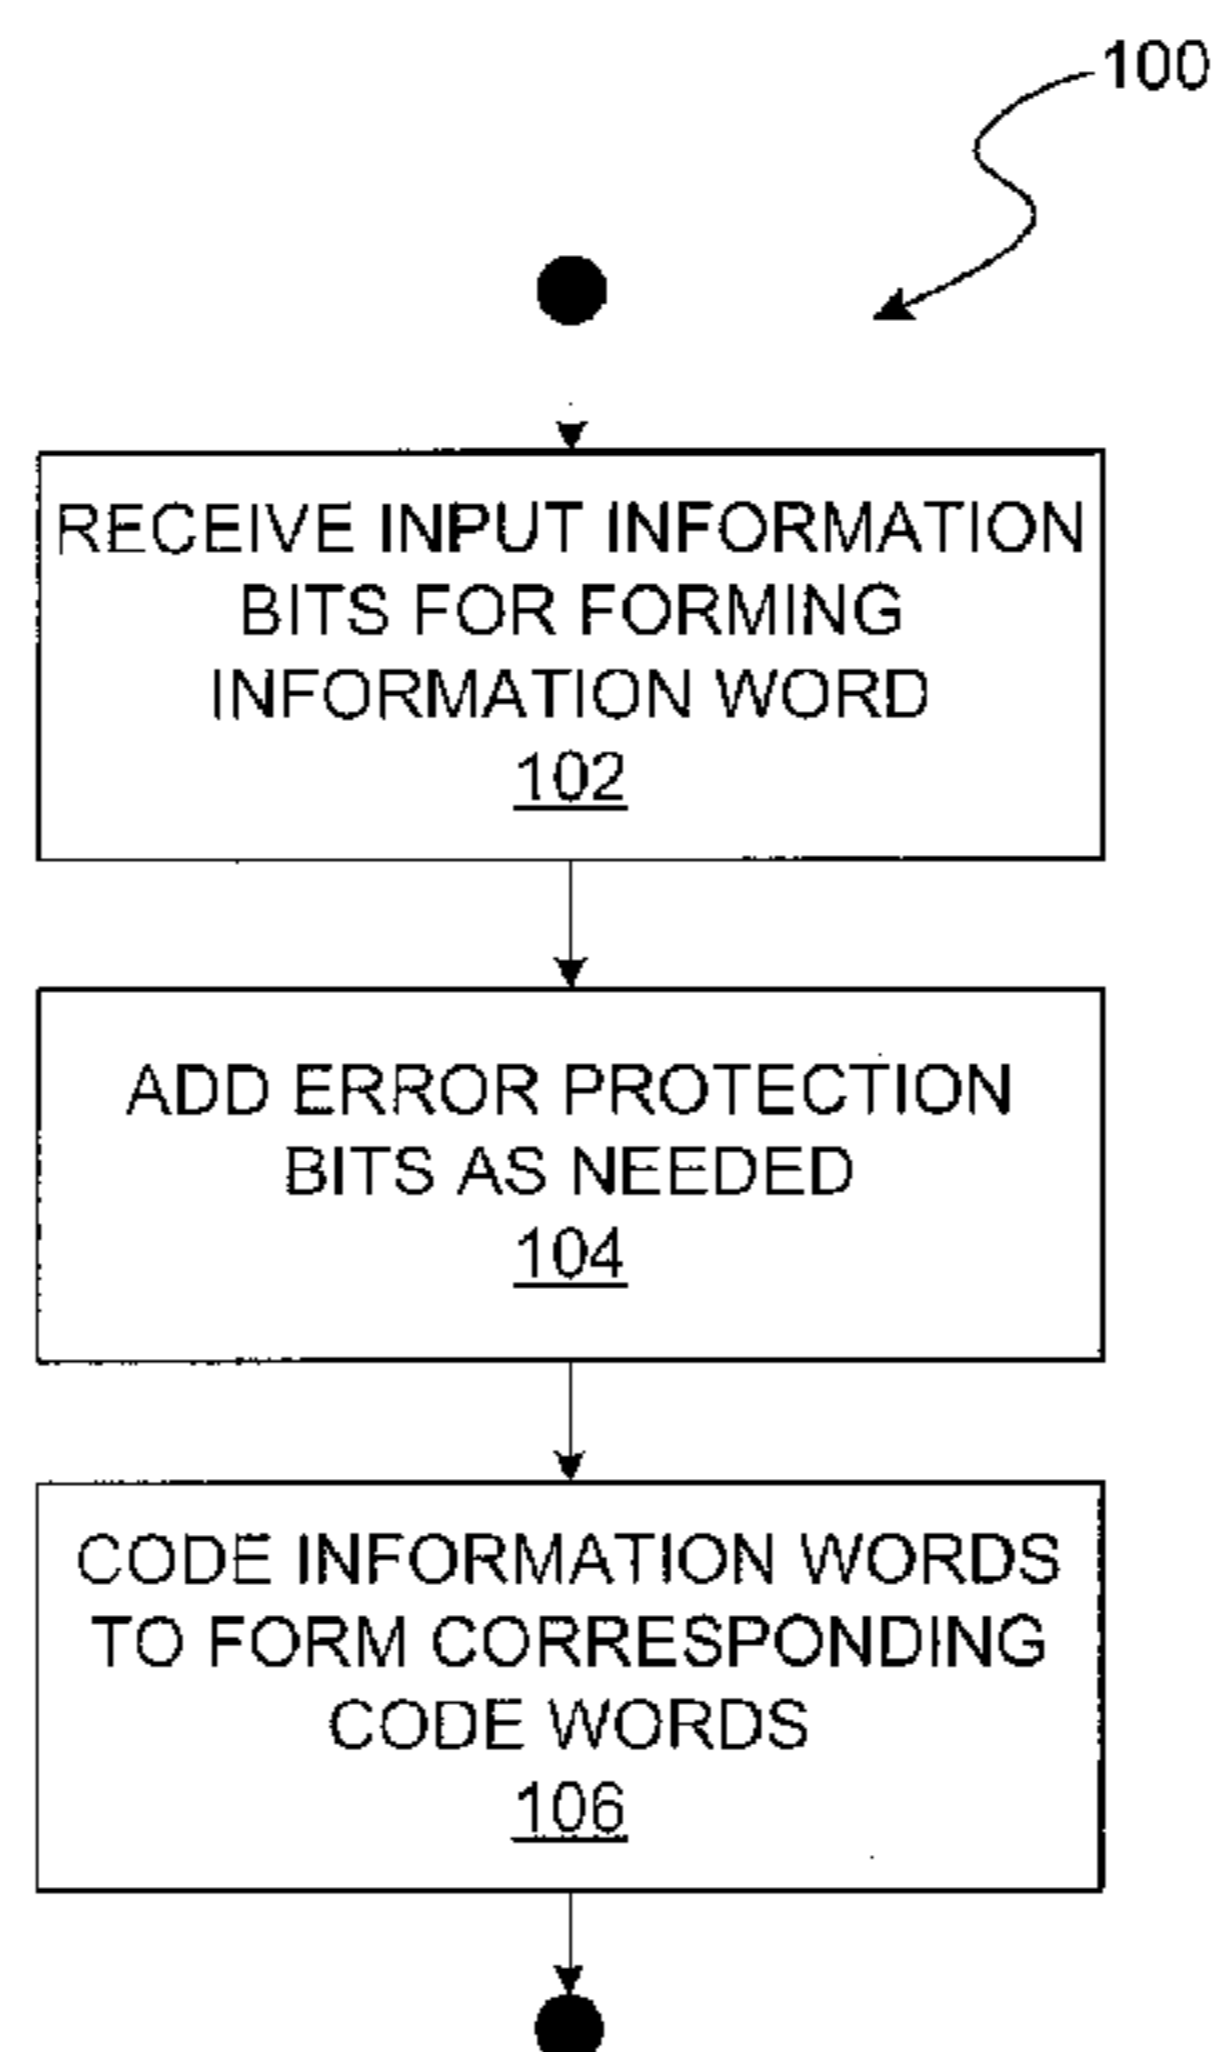 100
RECEIVE INPUT INFORMATION
BITS FOR FORMING
INFORMATION WORD
102
ADD ERROR PROTECTION
BITS AS NEEDED
104
CODE INFORMATION WORDS
TO FORM CORRESPONDING
CODE WORDS
106